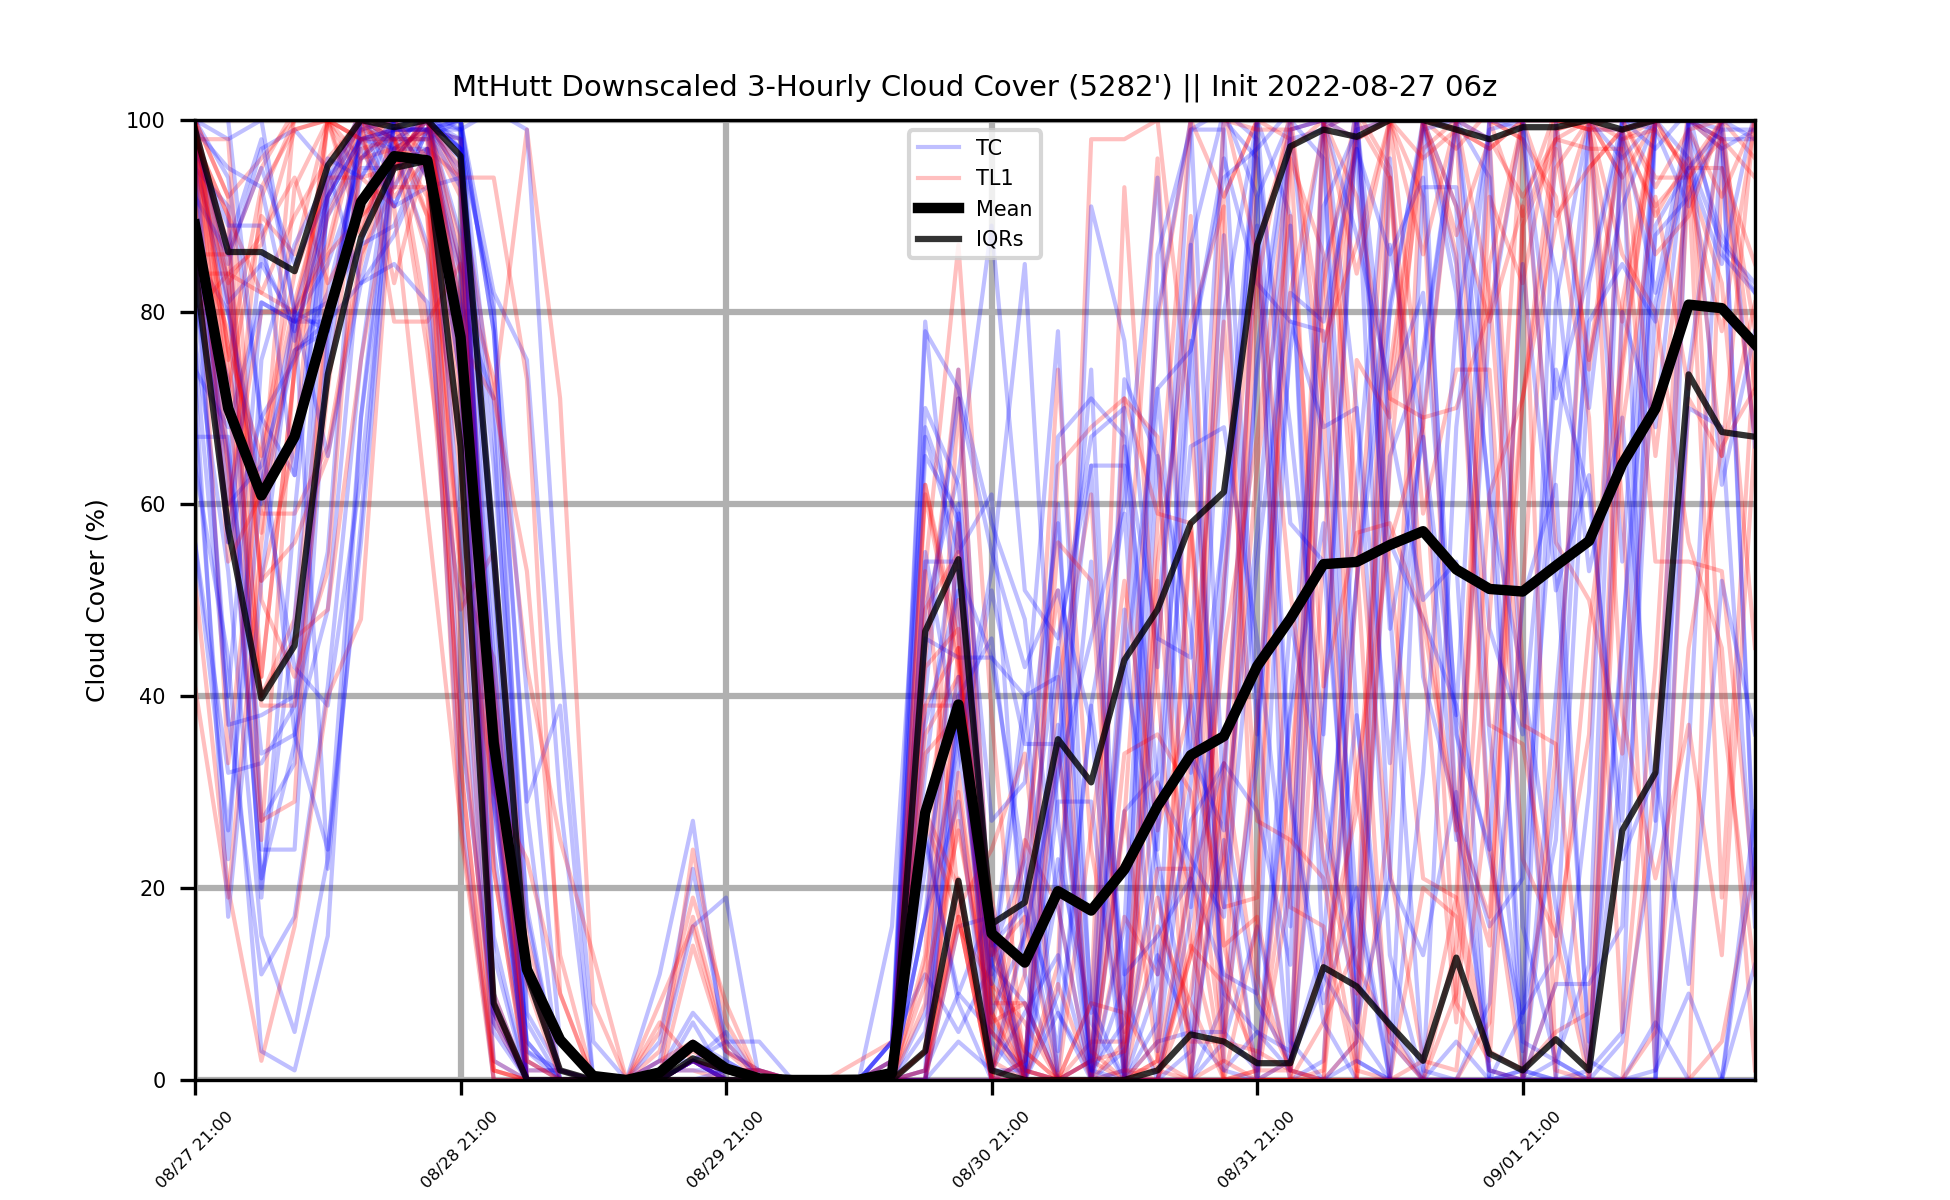 MtHutt Downscaled 3-Hourly Cloud Cover (5282') || Init 2022-08-27 06z
TC
TL1
Mean
IQRs
Cloud Cover (%)
100
80
60
40
20
0
08/27 21:00
08/28 21:00
08/29 21:00
08/30 21:00
08/31 21:00
09/01 21:00